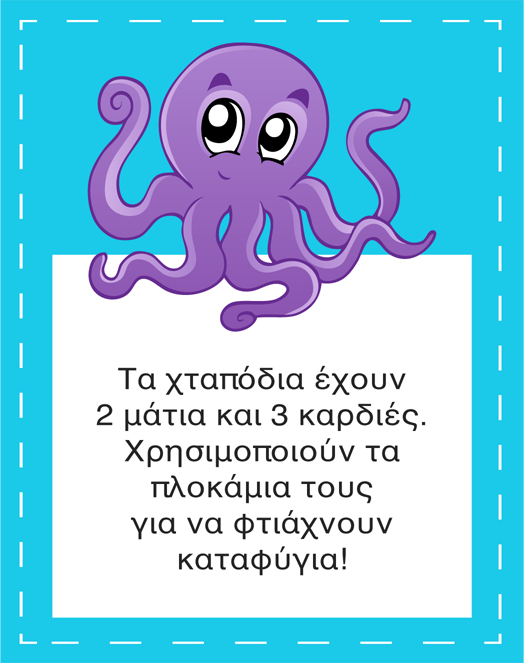 Τα χταπόδια έχουν
2 μάτια και 3 καρδιές.
Χρησιμοποιούν τα
πλοκάμια τους
για να φτιάχνουν
καταφύγια!